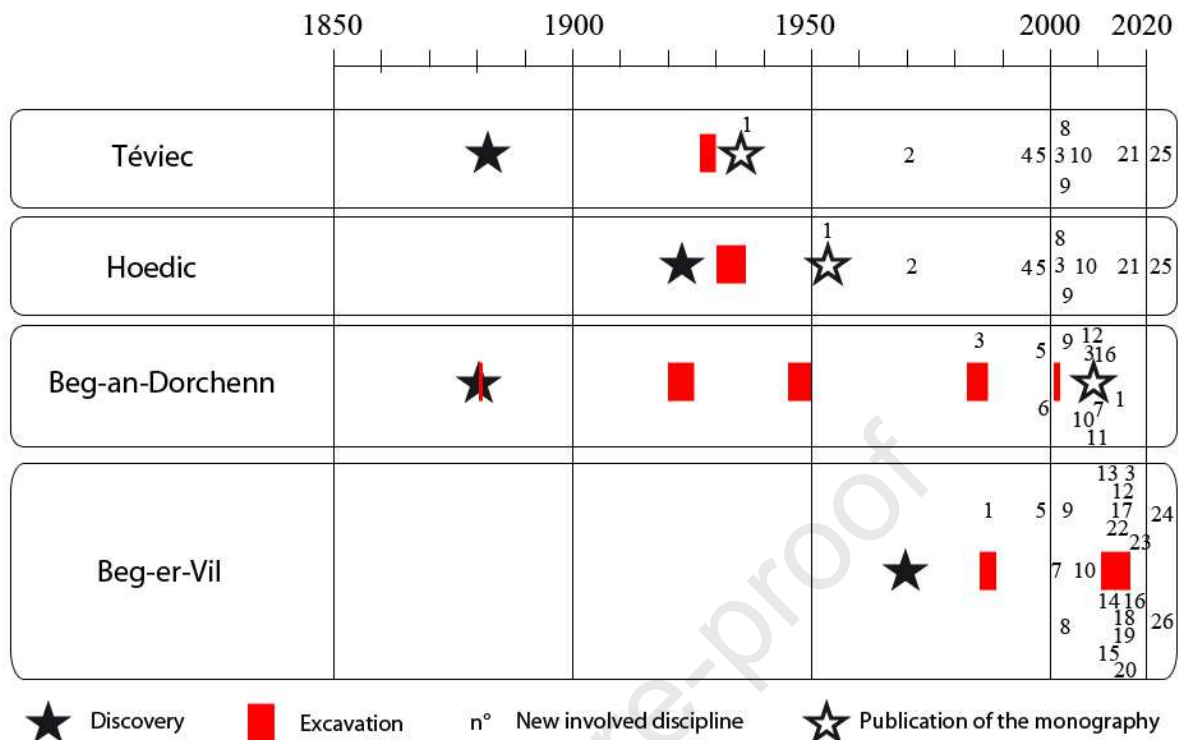 1850 1900 1950 2000 2020
1
8
Téviec 2 4 5 3 10 21 25
9
1
8
Hoedic 2 4 5 3 10 21 25
9
3 5 9 12
3 16
Beg-an-Dorchenn
6 10 7 1
11
13 3
12
1 5 9 17 24
22
23
Beg-er-Vil 7 10
14 16
8 18 26
19
15
20
Discovery Excavation n° New involved discipline Publication of the monography
e-proof